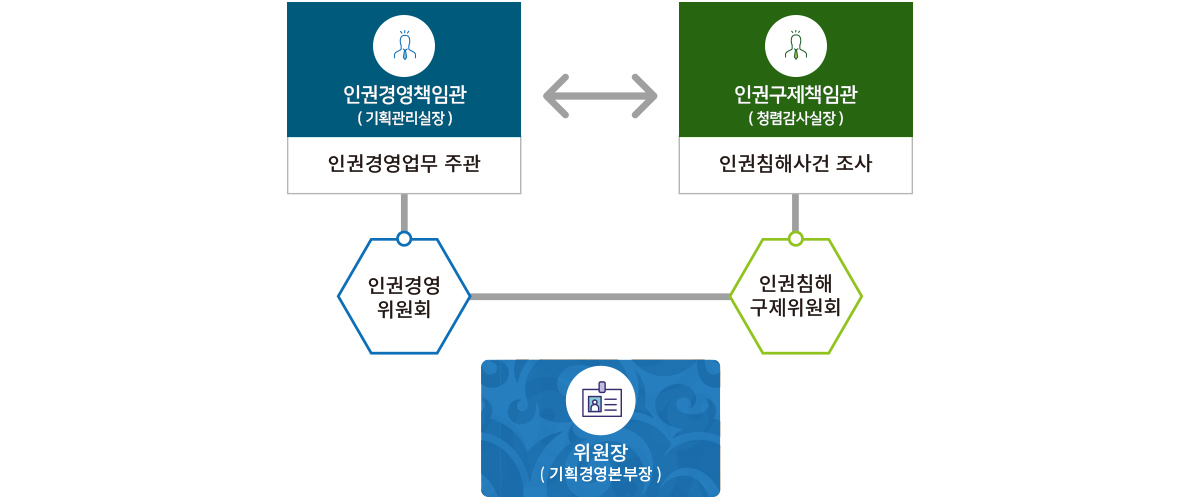 인권경영책임관
( 기획관리실장 )
인권경영업무 주관
인권구제책임관
( 청렴감사실장 )
인권침해사건 조사
인권경영
위원회
인권침해
구제위원회
위원장
( 기획경영본부장 )